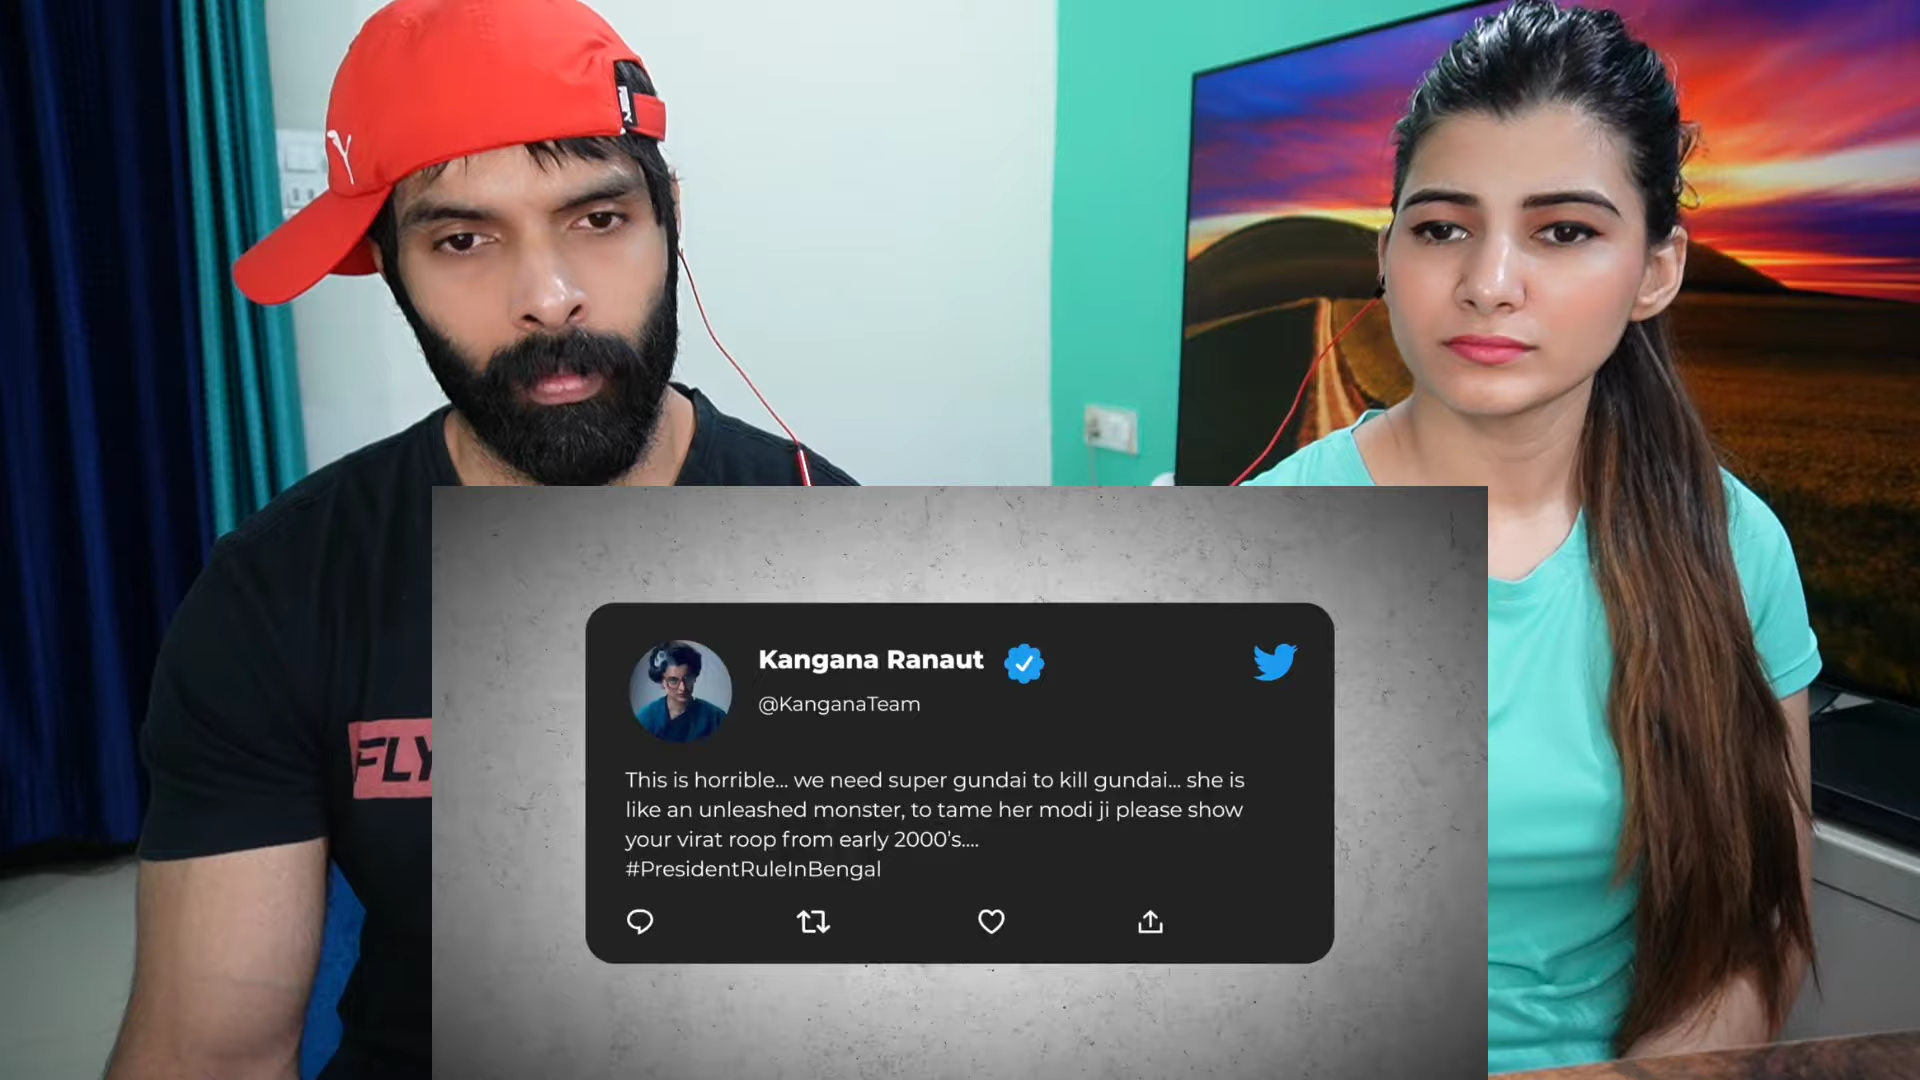 FLY
Kangana Ranaut
@KanganaTeam
This is horrible... we need super gundai to kill gundai... she is
like an unleashed monster, to tame her modi ji please show
your virat roop from early 2000's....
#PresidentRuleInBengal